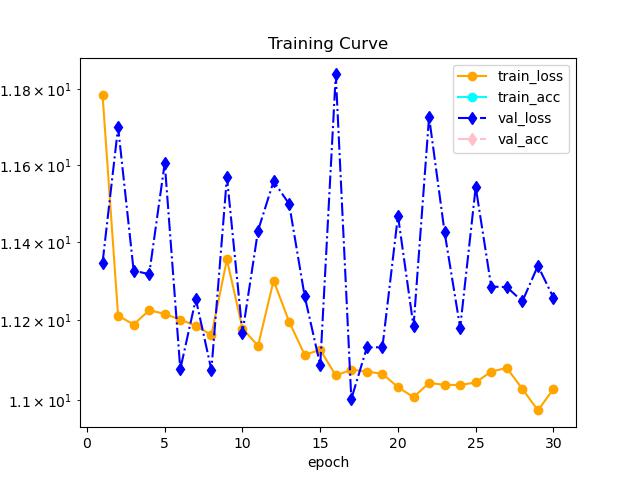 Training Curve
train_loss
train_acc
val_loss
val_acc
1.18 × 10¹
1.16 × 10¹
1.14 × 10¹
1.12 × 10¹
1.1 × 10¹
0 5 10 15 20 25 30
epoch